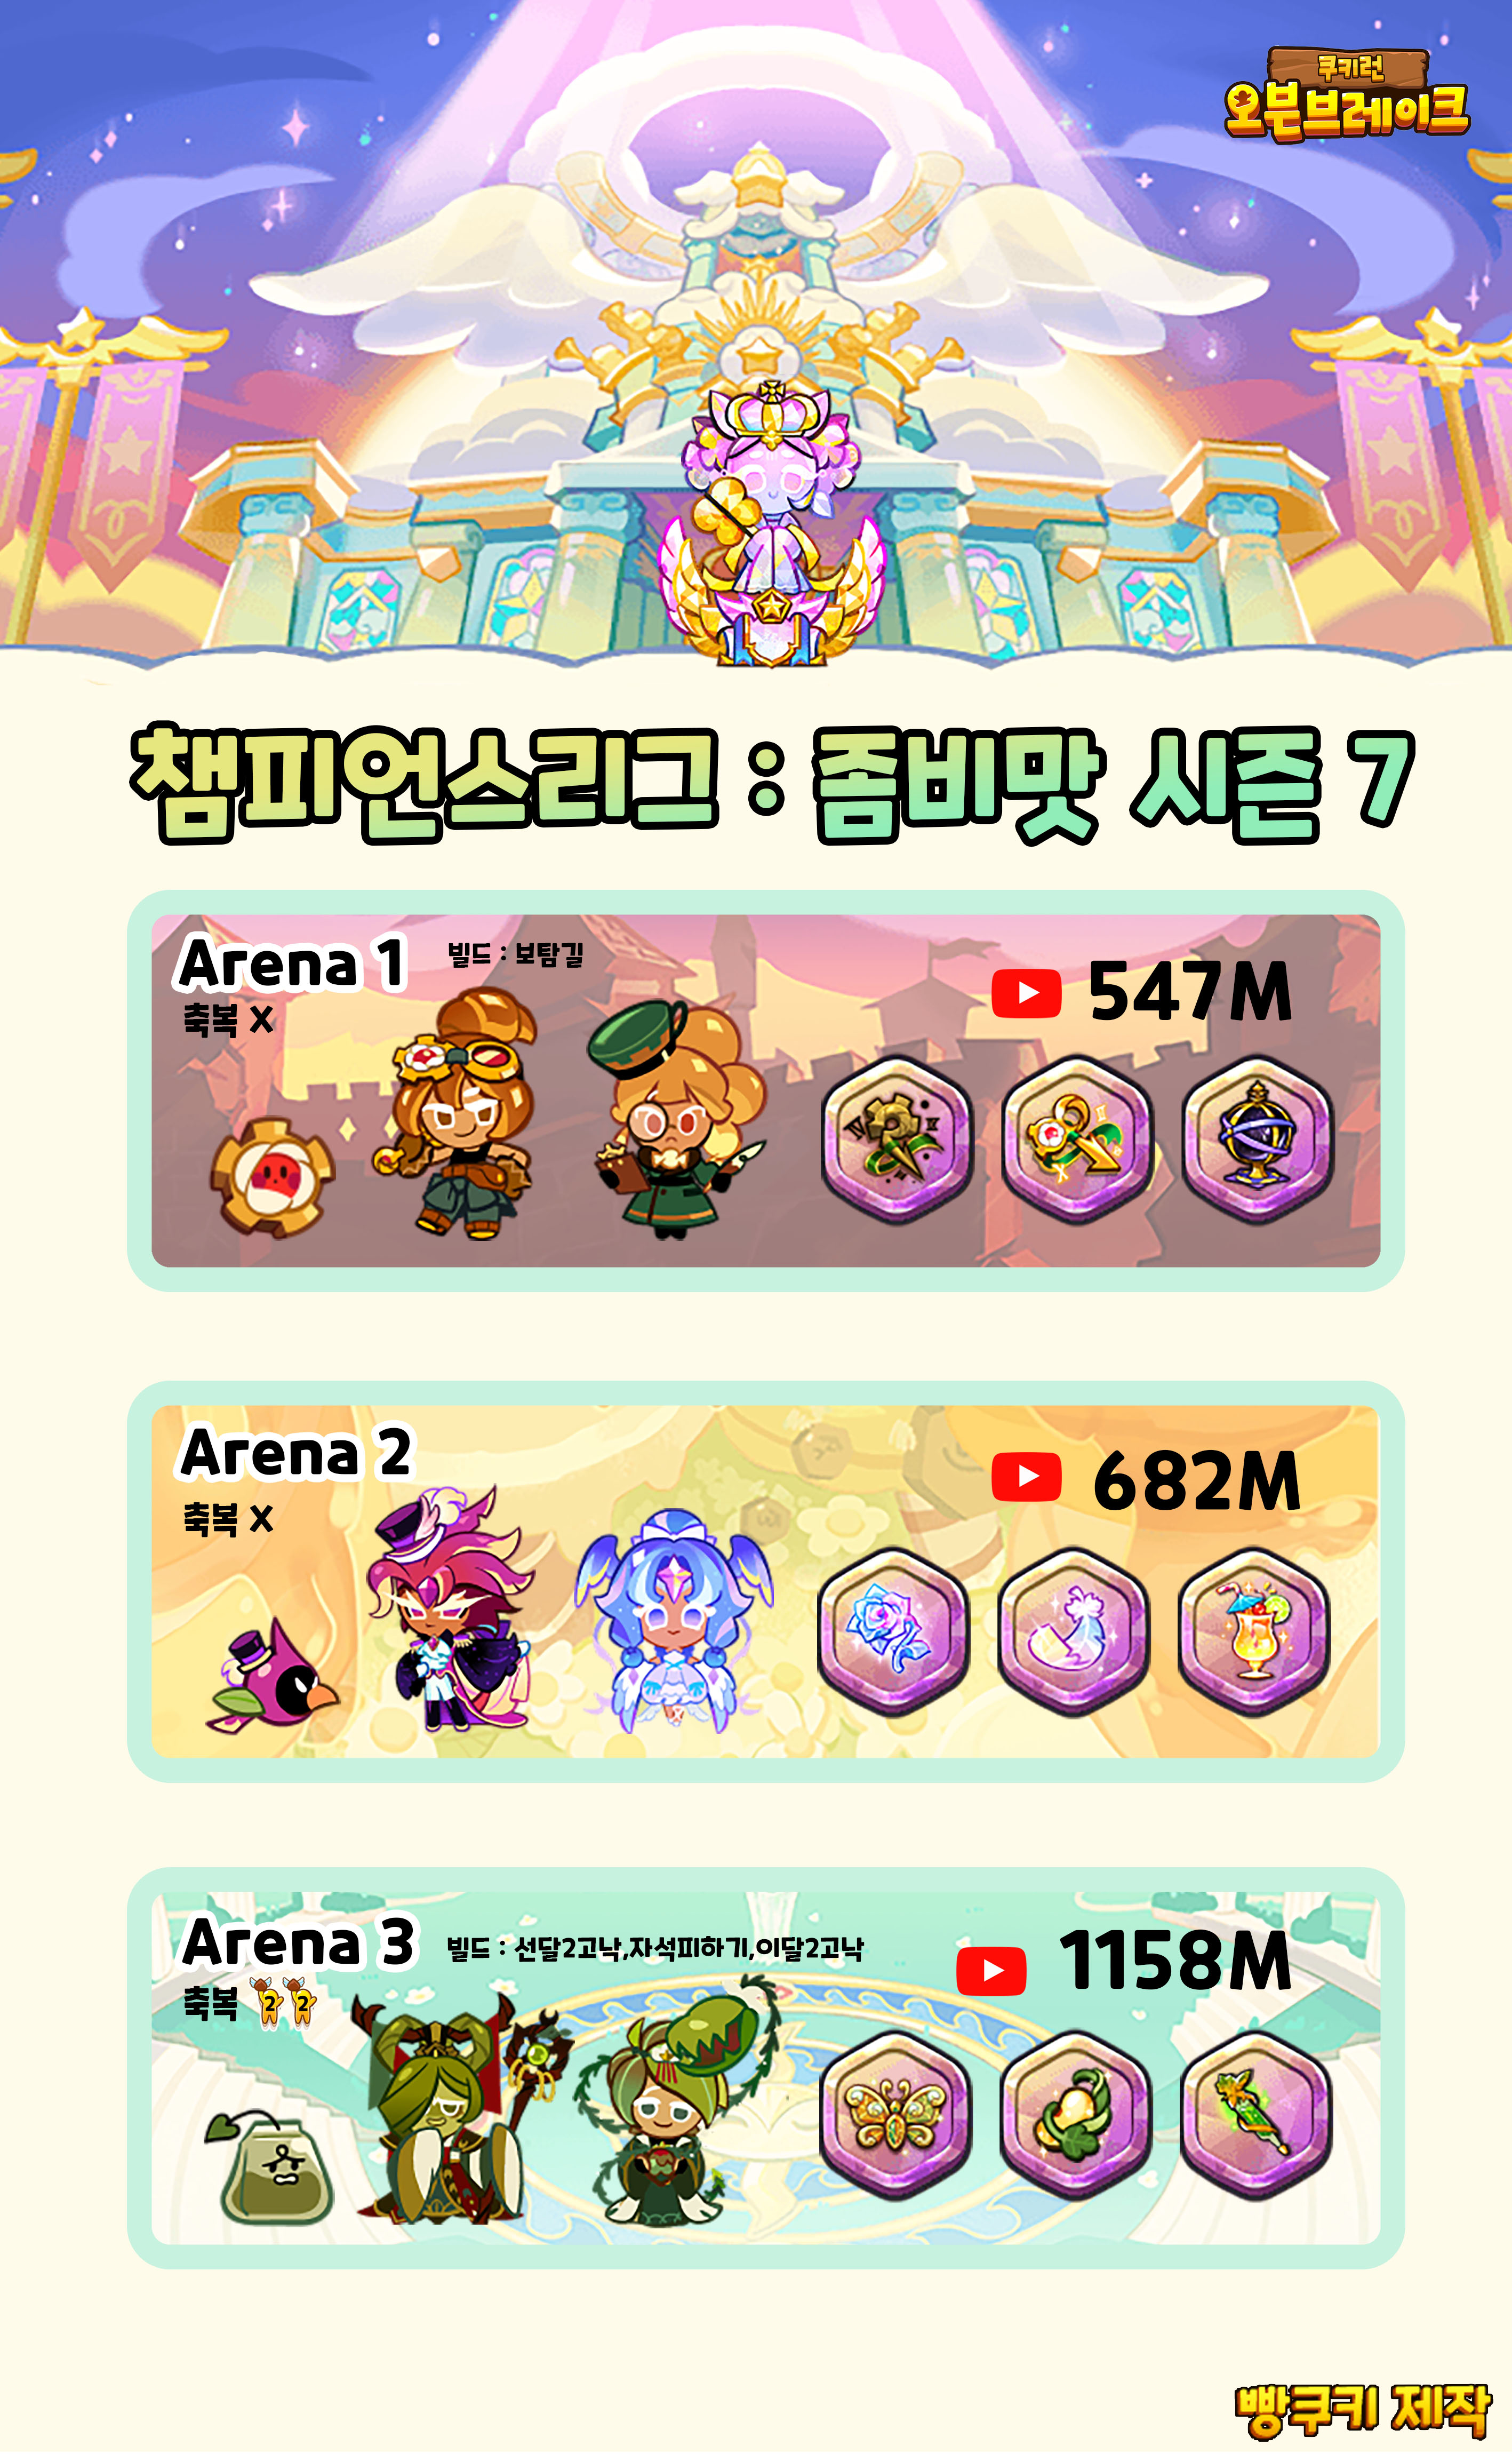 쿠키런
오븐브레이크
챔피언스리그 : 좀비맛 시즌 7
Arena 1
빌드 : 보탐길
547M
축복 X
Arena 2
682M
축복 X
Arena 3
빌드 : 선달2고낙,자석피하기,이달2고낙
1158M
축복 2 2
빵쿠키 제작